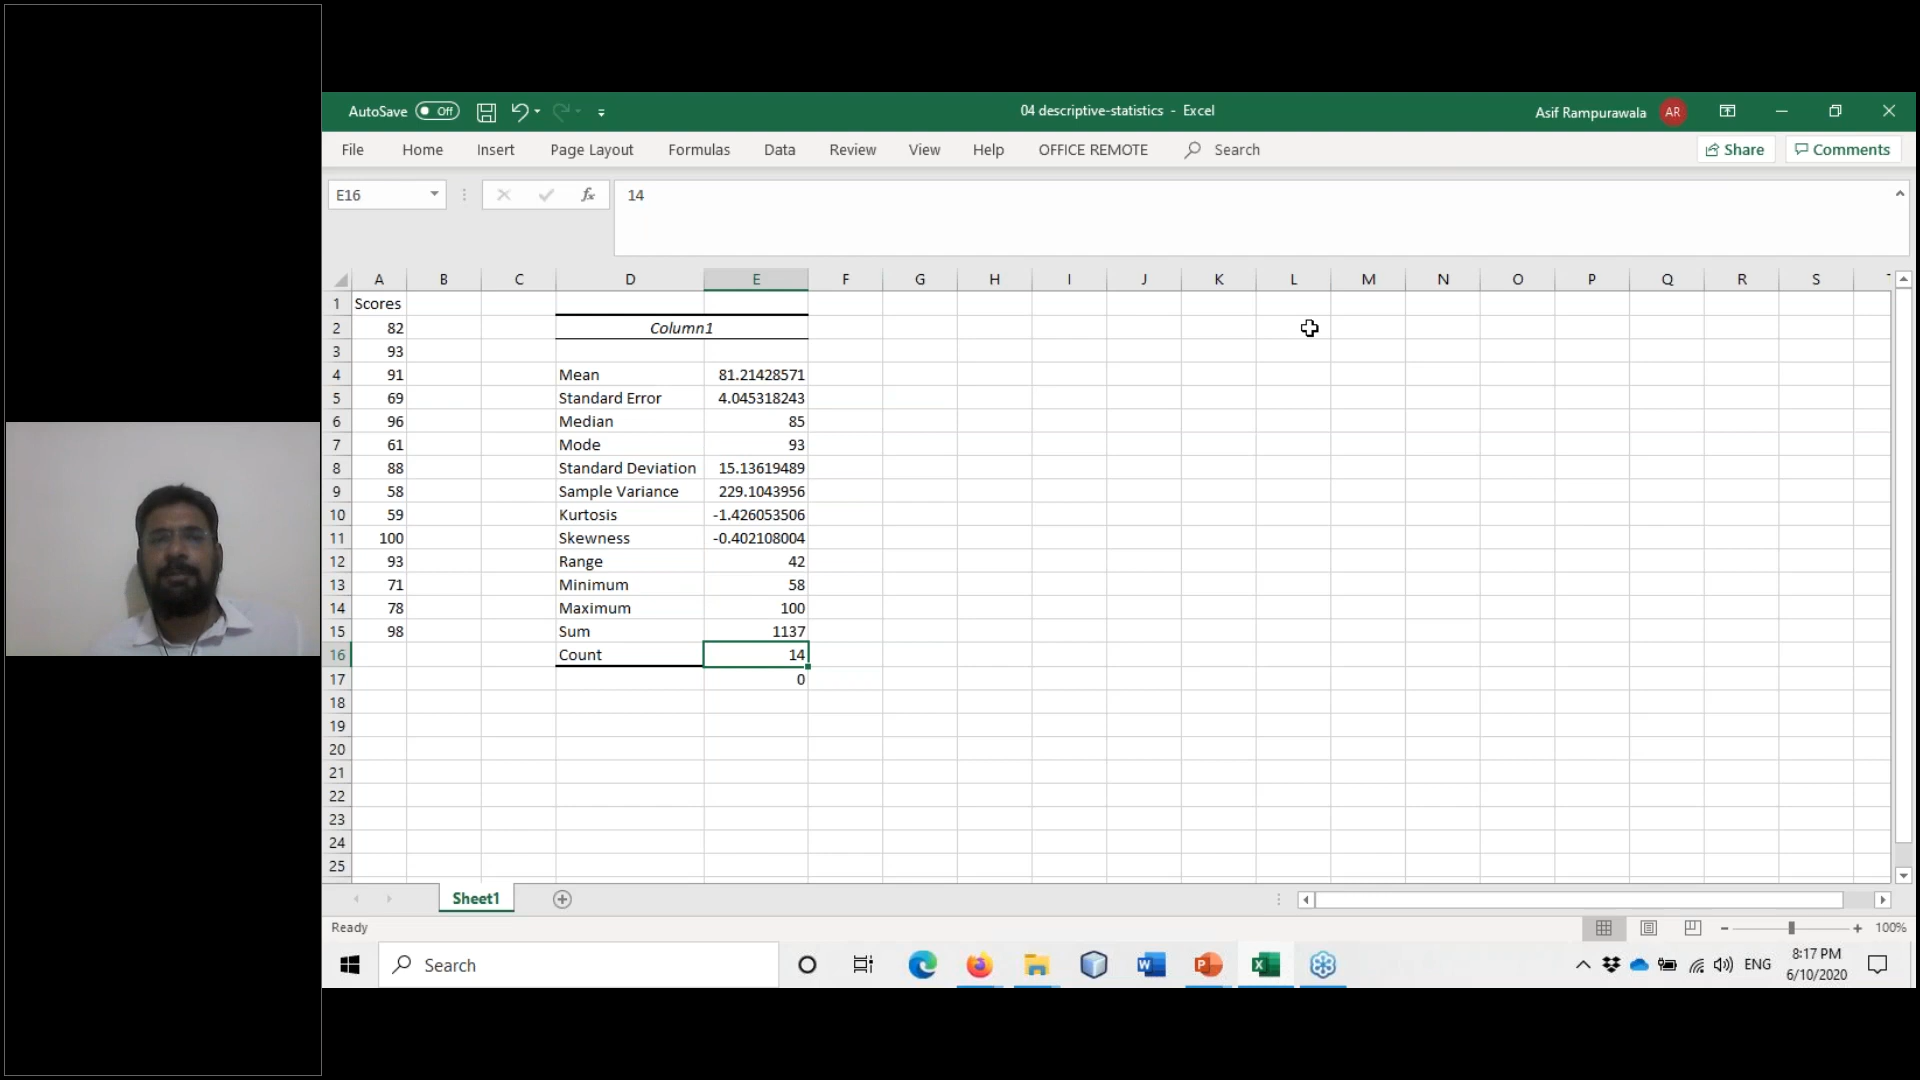 AutoSave Off
04 descriptive-statistics - Excel
Asif Rampurawala AR
File Home Insert Page Layout Formulas Data Review View Help OFFICE REMOTE Search Share Comments
E16 fx 14
A B C D E F G H I J K L M N O P Q R S
1 Scores
2 82 Column1
3 93
4 91 Mean 81.21428571
5 69 Standard Error 4.045318243
6 96 Median 85
7 61 Mode 93
8 88 Standard Deviation 15.13619489
9 58 Sample Variance 229.1043956
10 59 Kurtosis -1.426053506
11 100 Skewness -0.402108004
12 93 Range 42
13 71 Minimum 58
14 78 Maximum 100
15 98 Sum 1137
16 Count 14
17 0
18
19
20
21
22
23
24
25
Sheet1
Ready 100%
Search ENG 8:17 PM
6/10/2020